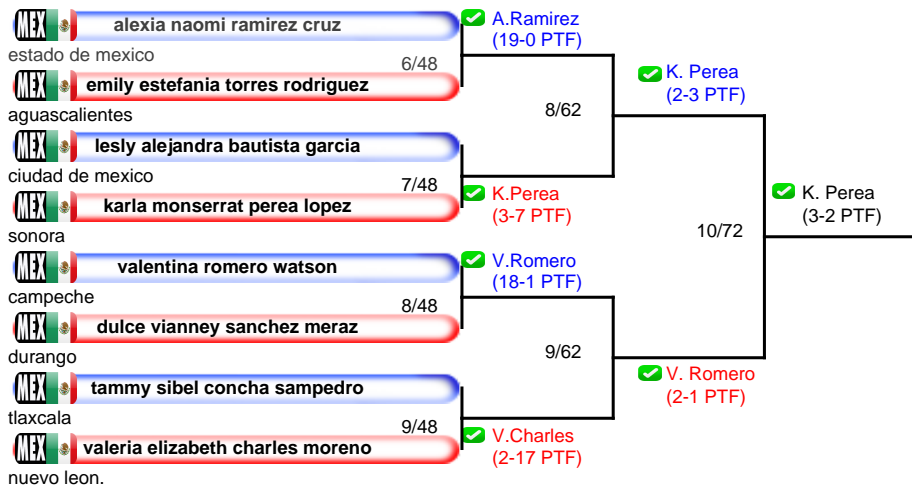 MEX alexia naomi ramirez cruz
estado de mexico
6/48
MEX emily estefania torres rodriguez
aguascalientes
MEX lesly alejandra bautista garcia
ciudad de mexico
7/48
MEX karla monserrat perea lopez
sonora
MEX valentina romero watson
campeche
8/48
MEX dulce vianney sanchez meraz
durango
MEX tammy sibel concha sampedro
tlaxcala
9/48
MEX valeria elizabeth charles moreno
nuevo leon.
A.Ramirez
(19-0 PTF)
8/62
K.Perea
(3-7 PTF)
V.Romero
(18-1 PTF)
9/62
V.Charles
(2-17 PTF)
K. Perea
(2-3 PTF)
10/72
V. Romero
(2-1 PTF)
K. Perea
(3-2 PTF)